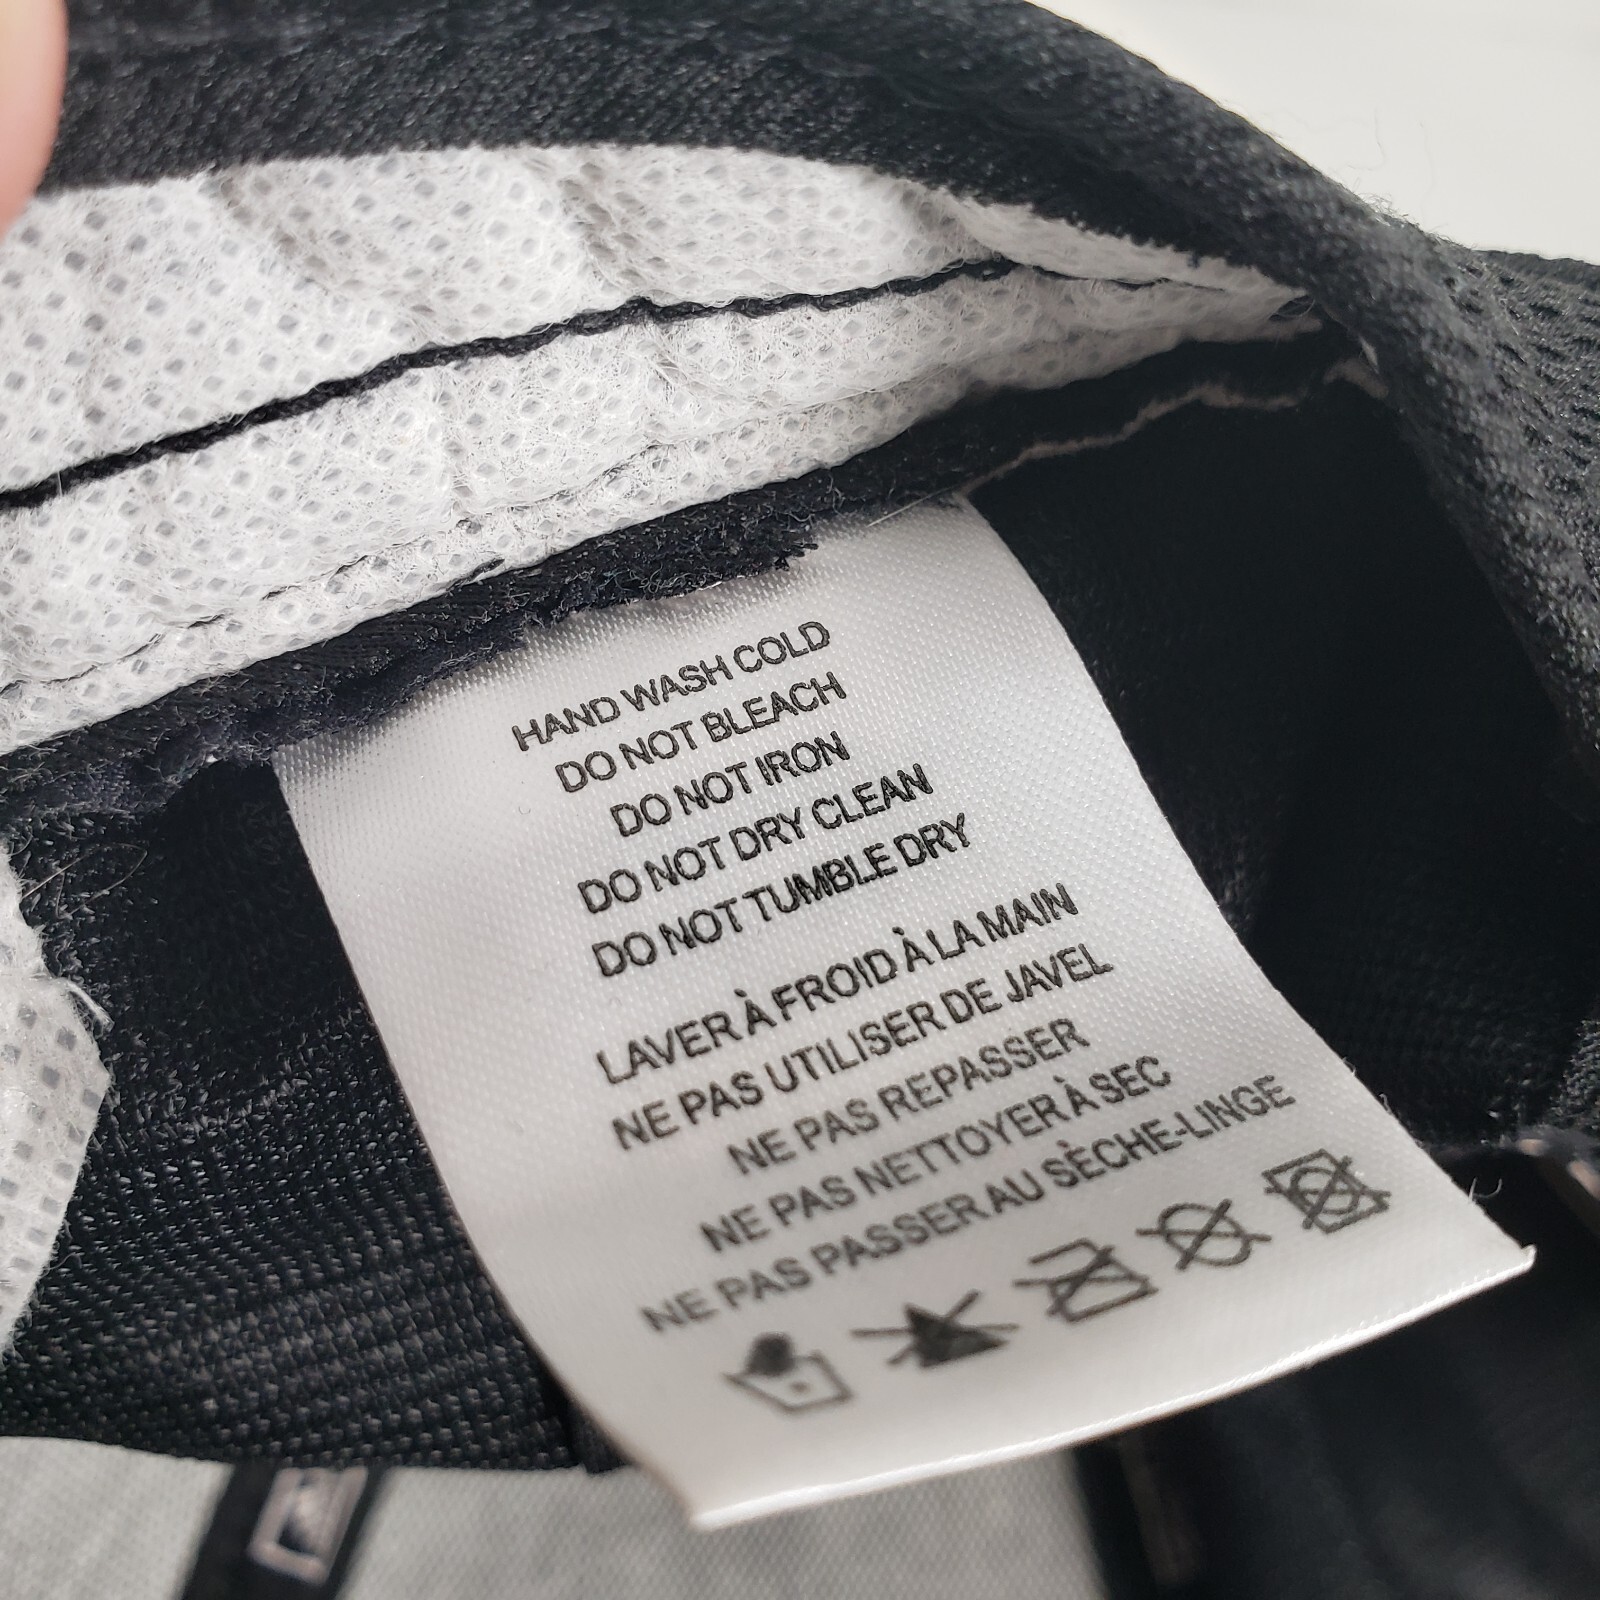 HAND WASH COLD
DO NOT BLEACH
DO NOT IRON
DO NOT DRY CLEAN
DO NOT TUMBLE DRY
LAVER À FROID À LA MAIN
NE PAS UTILISER DE JAVEL
NE PAS REPASSER
NE PAS NETTOYER À SEC
NE PAS PASSER AU SÈCHE-LINGE